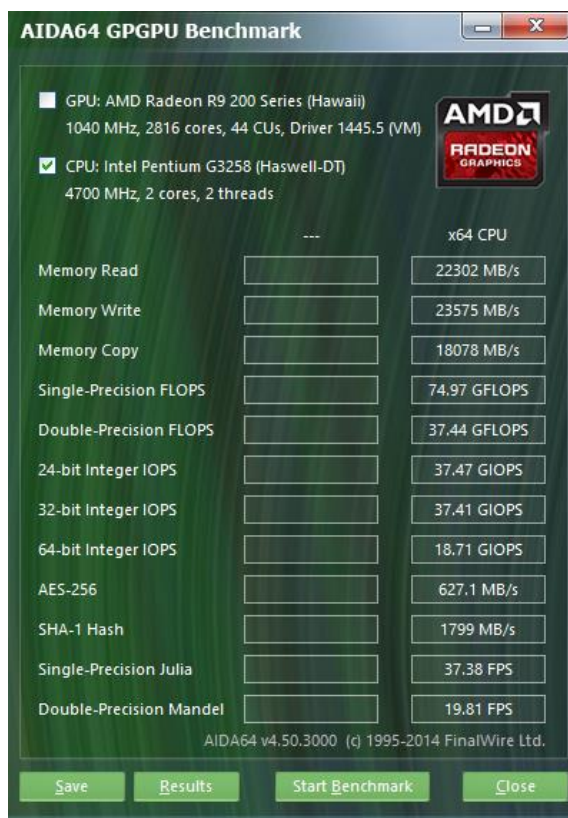 AIDA64 GPGPU Benchmark
GPU: AMD Radeon R9 200 Series (Hawaii)
1040 MHz, 2816 cores, 44 CUs, Driver 1445.5 (VM)
AMD
RADEON
GRAPHICS
CPU: Intel Pentium G3258 (Haswell-DT)
4700 MHz, 2 cores, 2 threads
--- x64 CPU
Memory Read 22302 MB/s
Memory Write 23575 MB/s
Memory Copy 18078 MB/s
Single-Precision FLOPS 74.97 GFLOPS
Double-Precision FLOPS 37.44 GFLOPS
24-bit Integer IOPS 37.47 GIOPS
32-bit Integer IOPS 37.41 GIOPS
64-bit Integer IOPS 18.71 GIOPS
AES-256 627.1 MB/s
SHA-1 Hash 1799 MB/s
Single-Precision Julia 37.38 FPS
Double-Precision Mandel 19.81 FPS
AIDA64 v4.50.3000 (c) 1995-2014 FinalWire Ltd.
Save Results Start Benchmark Close